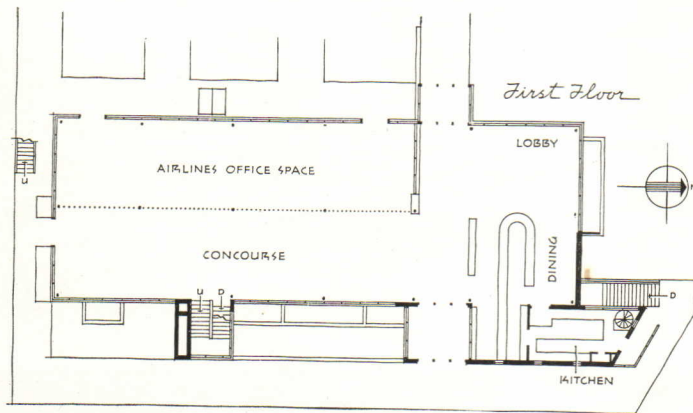 First Floor
LOBBY
AIRLINES OFFICE SPACE
U
N
CONCOURSE
DINING
U D
D
KITCHEN